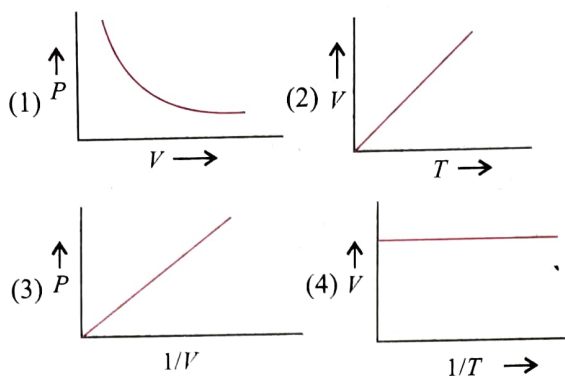 (1) ↑ P
V →
(2) ↑ V
T →
(3) ↑ P
1/V
(4) ↑ V
1/T →